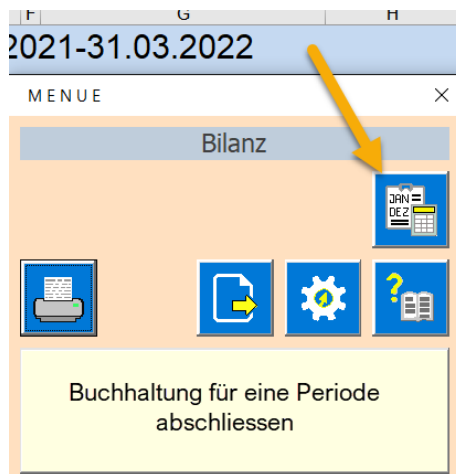 F G H
2021-31.03.2022
MENUE
Bilanz
JAN
DEZ
?
Buchhaltung für eine Periode
abschliessen